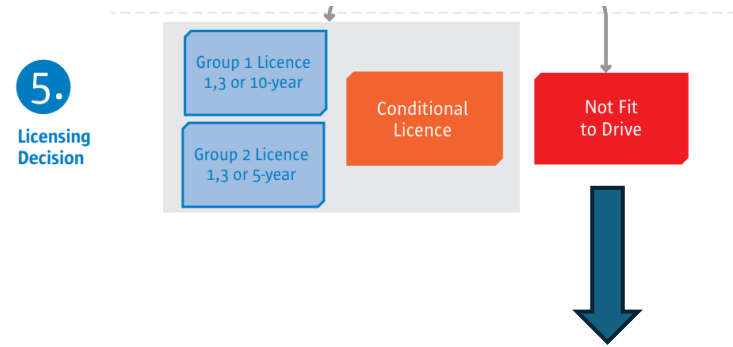 5.
Licensing
Decision
Group 1 Licence
1,3 or 10-year
Group 2 Licence
1,3 or 5-year
Conditional
Licence
Not Fit
to Drive